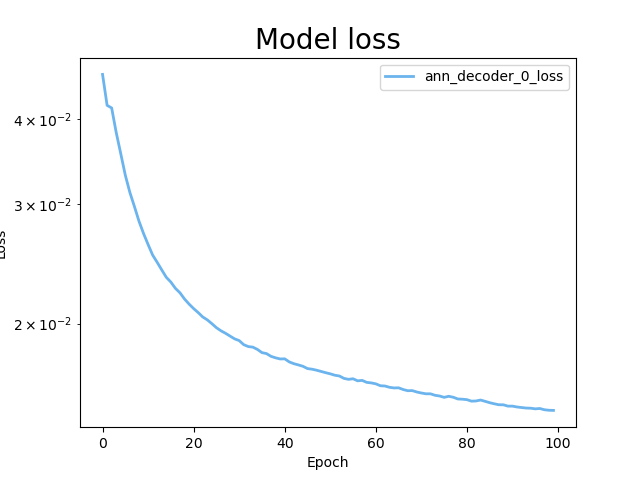 Model loss
ann_decoder_0_loss
4 × 10⁻²
3 × 10⁻²
2 × 10⁻²
Loss
0 20 40 60 80 100
Epoch